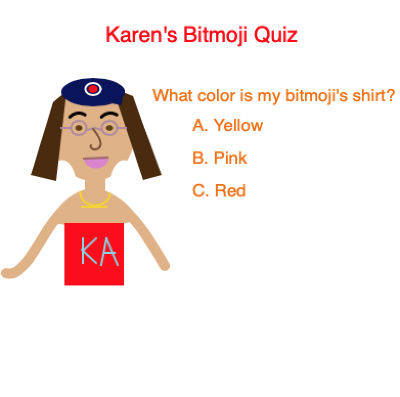 Karen's Bitmoji Quiz
What color is my bitmoji's shirt?
A. Yellow
B. Pink
C. Red
KA